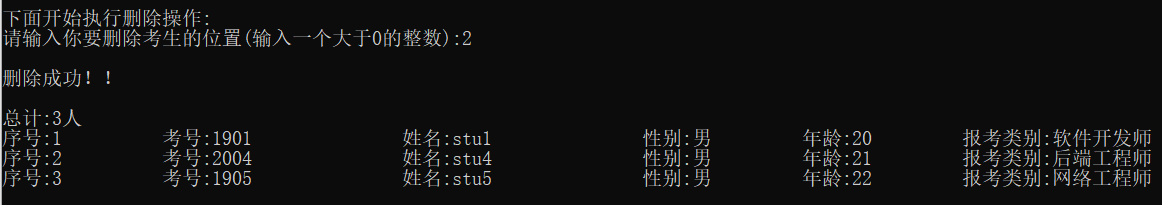 下面开始执行删除操作:
请输入你要删除考生的位置(输入一个大于0的整数):2
删除成功！！
总计:3人
序号:1 考号:1901 姓名:stu1 性别:男 年龄:20 报考类别:软件开发师
序号:2 考号:2004 姓名:stu4 性别:男 年龄:21 报考类别:后端工程师
序号:3 考号:1905 姓名:stu5 性别:男 年龄:22 报考类别:网络工程师